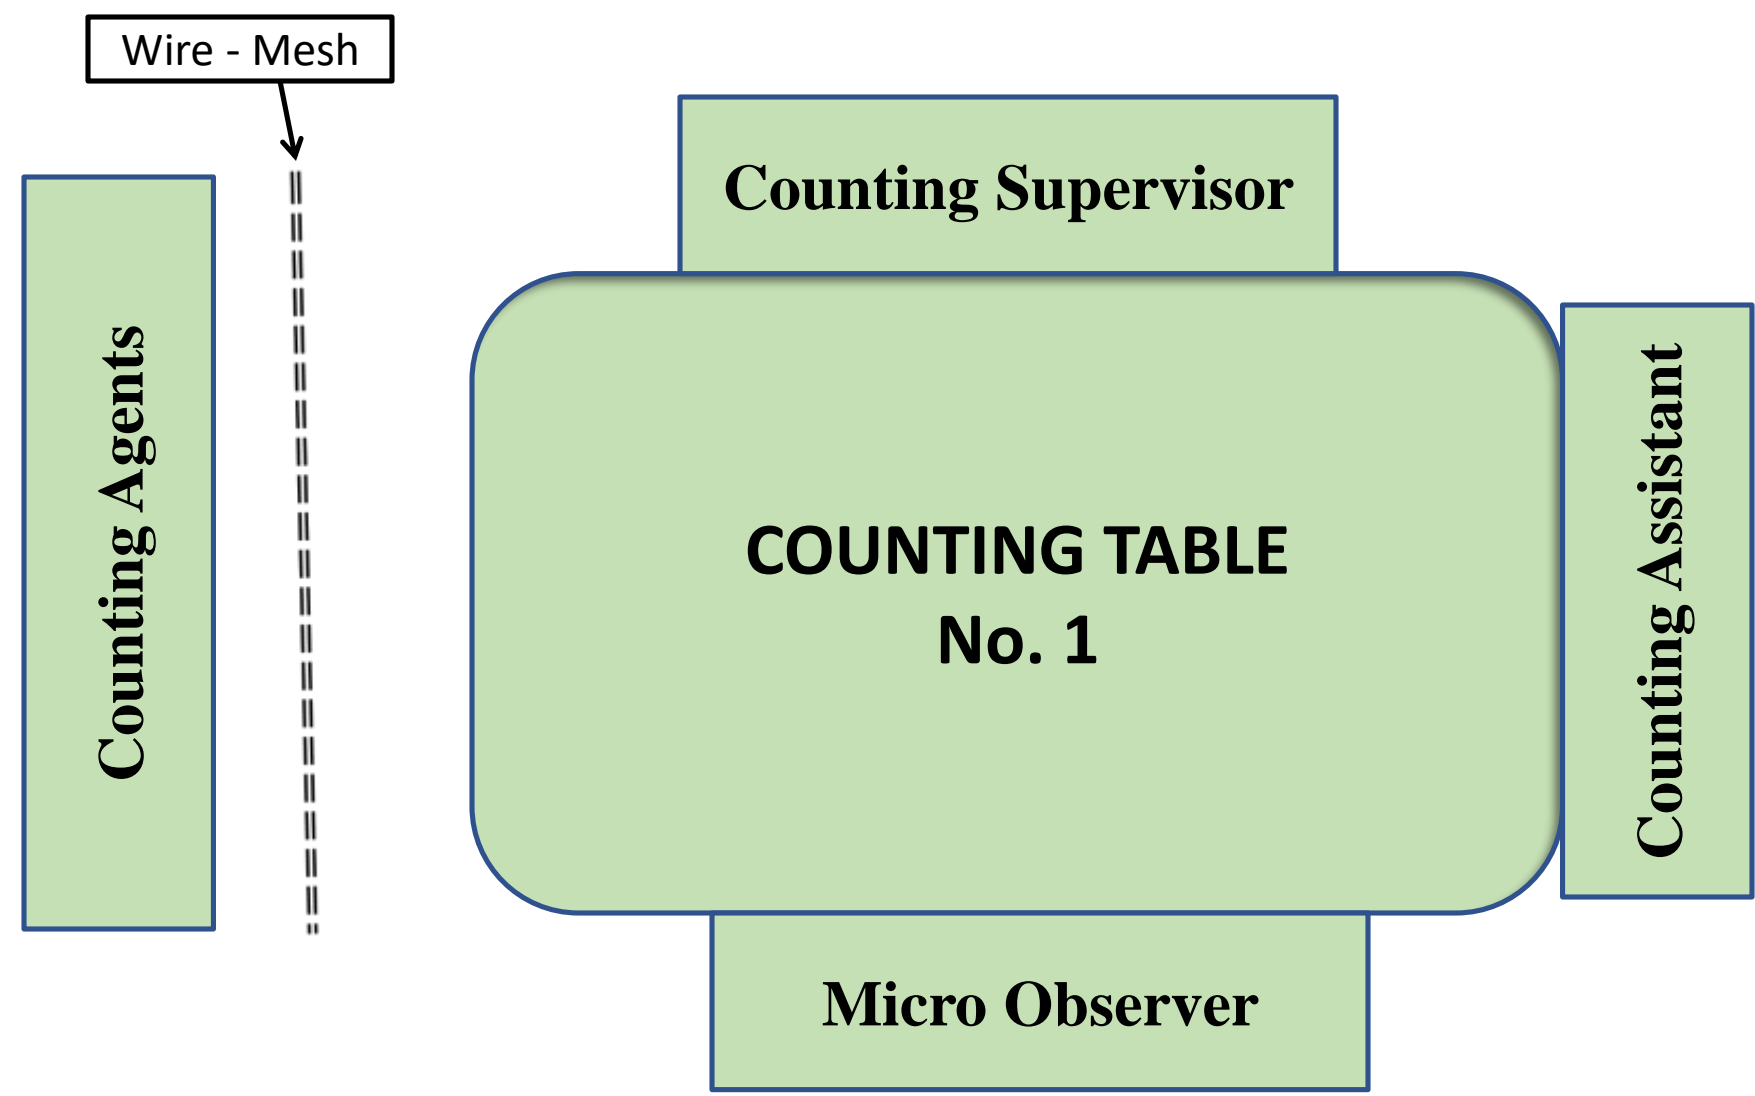 Wire - Mesh
Counting Supervisor
Counting Agents
COUNTING TABLE
No. 1
Counting Assistant
Micro Observer